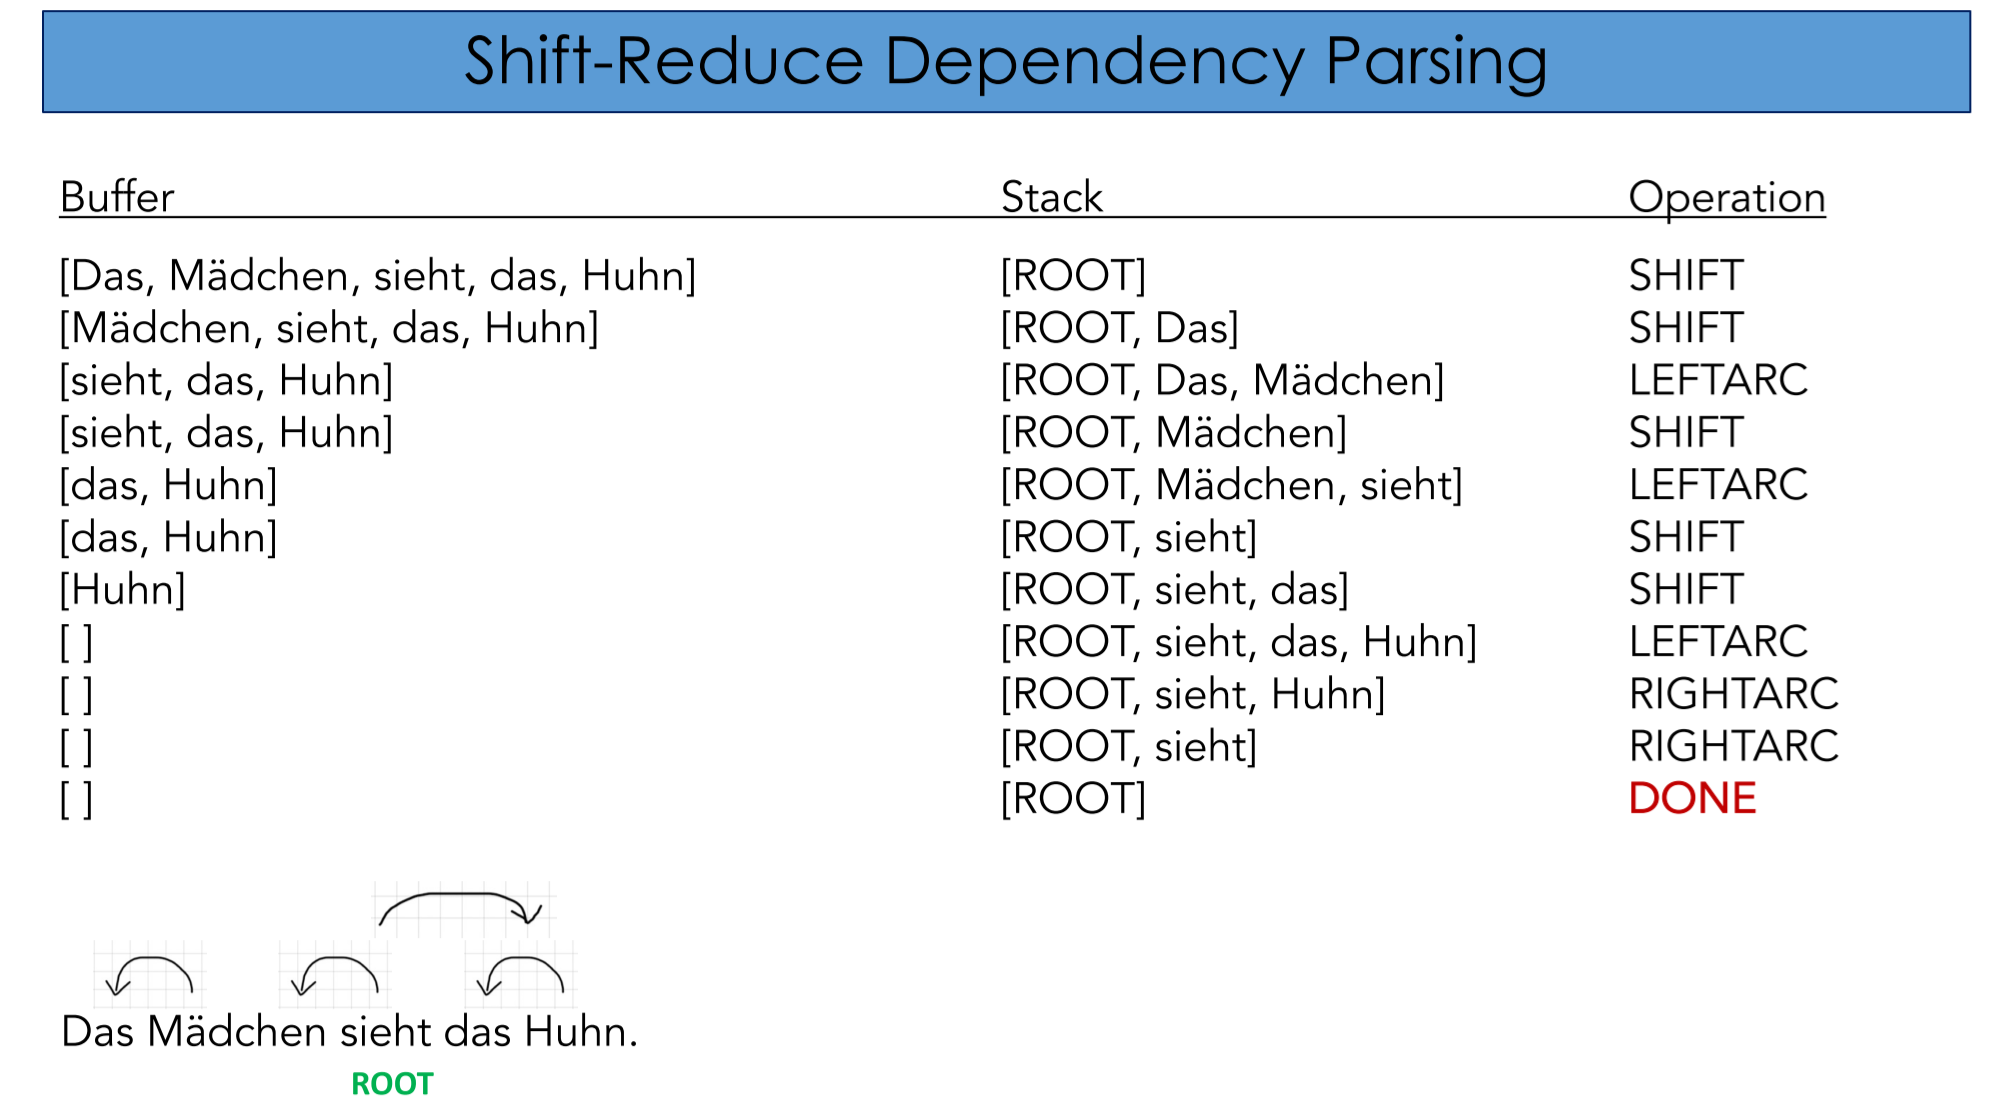 Shift-Reduce Dependency Parsing
Buffer Stack Operation
[Das, Mädchen, sieht, das, Huhn] [ROOT] SHIFT
[Mädchen, sieht, das, Huhn] [ROOT, Das] SHIFT
[sieht, das, Huhn] [ROOT, Das, Mädchen] LEFTARC
[sieht, das, Huhn] [ROOT, Mädchen] SHIFT
[das, Huhn] [ROOT, Mädchen, sieht] LEFTARC
[das, Huhn] [ROOT, sieht] SHIFT
[Huhn] [ROOT, sieht, das] SHIFT
[ ] [ROOT, sieht, das, Huhn] LEFTARC
[ ] [ROOT, sieht, Huhn] RIGHTARC
[ ] [ROOT, sieht] RIGHTARC
[ ] [ROOT] DONE
Das Mädchen sieht das Huhn.
ROOT